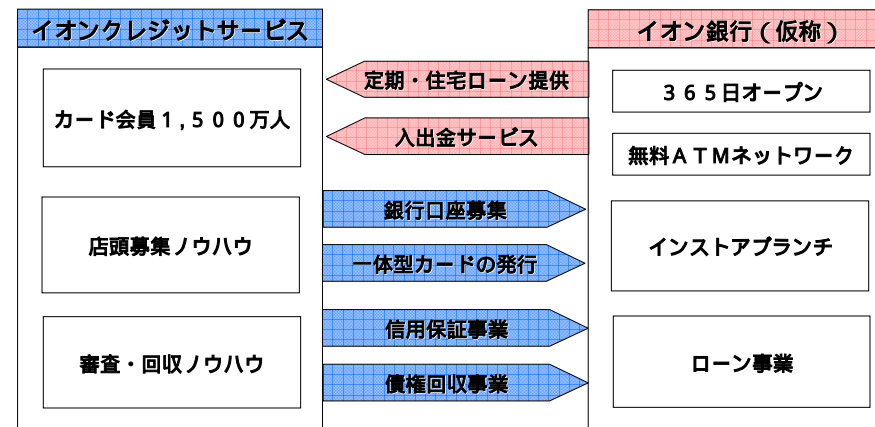 イオンクレジットサービス
イオン銀行（仮称）
カード会員１,５００万人
店頭募集ノウハウ
審査・回収ノウハウ
定期・住宅ローン提供
入出金サービス
銀行口座募集
一体型カードの発行
信用保証事業
債権回収事業
３６５日オープン
無料ＡＴＭネットワーク
インストアブランチ
ローン事業